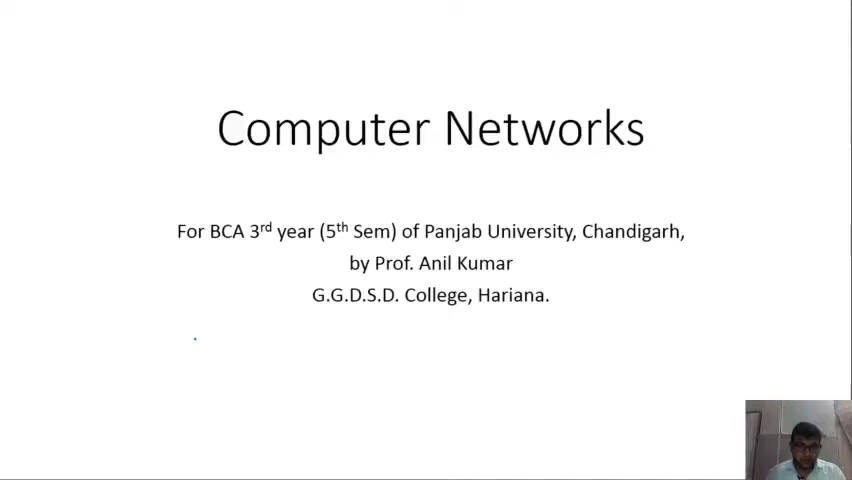 Computer Networks
For BCA 3rd year (5th Sem) of Panjab University, Chandigarh,
by Prof. Anil Kumar
G.G.D.S.D. College, Hariana.